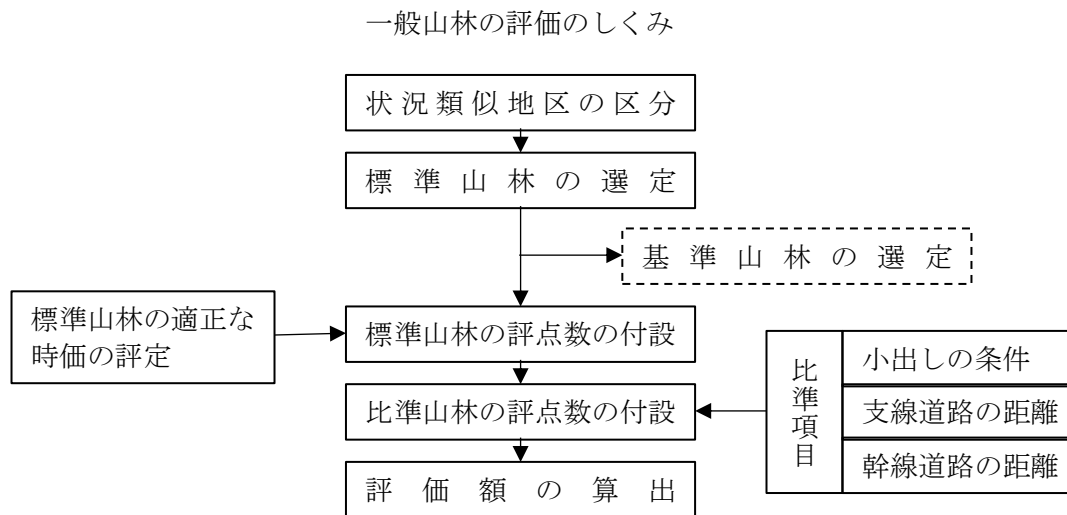 一般山林の評価のしくみ
状況類似地区の区分
標準山林の選定
基準山林の選定
標準山林の適正な
時価の評定
標準山林の評点数の付設
比準山林の評点数の付設
比準項目
小出しの条件
支線道路の距離
幹線道路の距離
評価額の算出